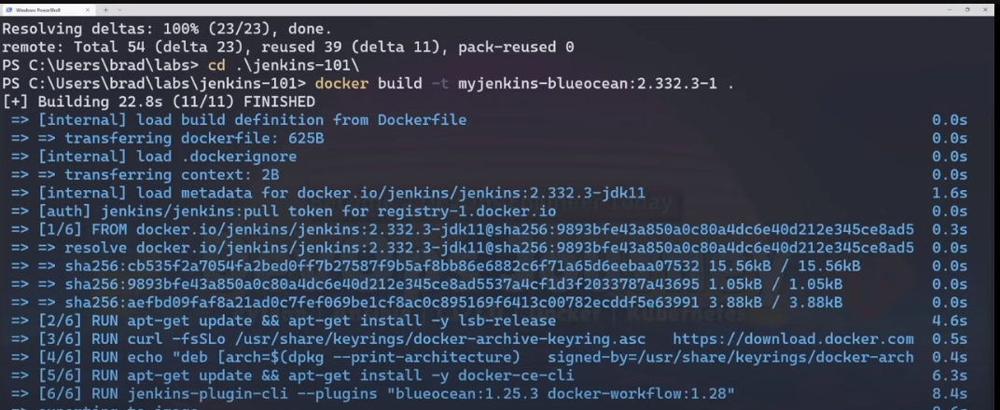 Windows PowerShell
Resolving deltas: 100% (23/23), done.
remote: Total 54 (delta 23), reused 39 (delta 11), pack-reused 0
PS C:\Users\brad\labs> cd .\jenkins-101\
PS C:\Users\brad\labs\jenkins-101> docker build -t myjenkins-blueocean:2.332.3-1 .
[+] Building 22.8s (11/11) FINISHED
=> [internal] load build definition from Dockerfile 0.0s
=> => transferring dockerfile: 625B 0.0s
=> [internal] load .dockerignore 0.0s
=> => transferring context: 2B 0.0s
=> [internal] load metadata for docker.io/jenkins/jenkins:2.332.3-jdk11 1.6s
=> [auth] jenkins/jenkins:pull token for registry-1.docker.io 0.0s
=> [1/6] FROM docker.io/jenkins/jenkins:2.332.3-jdk11@sha256:9893bfe43a850a0c80a4dc6e40d212e345ce8ad5 0.3s
=> => resolve docker.io/jenkins/jenkins:2.332.3-jdk11@sha256:9893bfe43a850a0c80a4dc6e40d212e345ce8ad5 0.0s
=> => sha256:cb535f2a7054fa2bed0ff7b27587f9b5af8bb86e6882c6f71a65d6eebaa07532 15.56kB / 15.56kB 0.0s
=> => sha256:9893bfe43a850a0c80a4dc6e40d212e345ce8ad5537a4cf1d3f2033787a43695 1.05kB / 1.05kB 0.0s
=> => sha256:aefbd09faf8a21ad0c7fef069be1cf8ac0c895169f6413c00782ecddf5e63991 3.88kB / 3.88kB 0.0s
=> [2/6] RUN apt-get update && apt-get install -y lsb-release 4.6s
=> [3/6] RUN curl -fsSLo /usr/share/keyrings/docker-archive-keyring.asc https://download.docker.com 0.5s
=> [4/6] RUN echo "deb [arch=$(dpkg --print-architecture) signed-by=/usr/share/keyrings/docker-arch 0.4s
=> [5/6] RUN apt-get update && apt-get install -y docker-ce-cli 6.3s
=> [6/6] RUN jenkins-plugin-cli --plugins "blueocean:1.25.3 docker-workflow:1.28" 8.4s